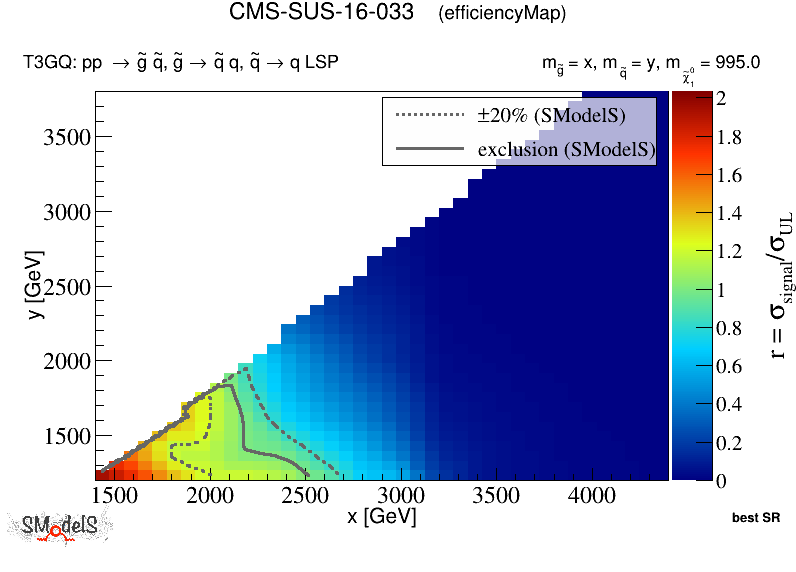 CMS-SUS-16-033 (efficiencyMap)
T3GQ: pp → g̃ q̃, g̃ → q̃ q, q̃ → q LSP
m_g̃ = x, m_q̃ = y, m_χ̃₁⁰ = 995.0
±20% (SModelS)
exclusion (SModelS)
3500
3000
2500
2000
1500
y [GeV]
1500 2000 2500 3000 3500 4000
x [GeV]
2
1.8
1.6
1.4
1.2
1
0.8
0.6
0.4
0.2
0
r = σ_signal/σ_UL
SModelS
best SR